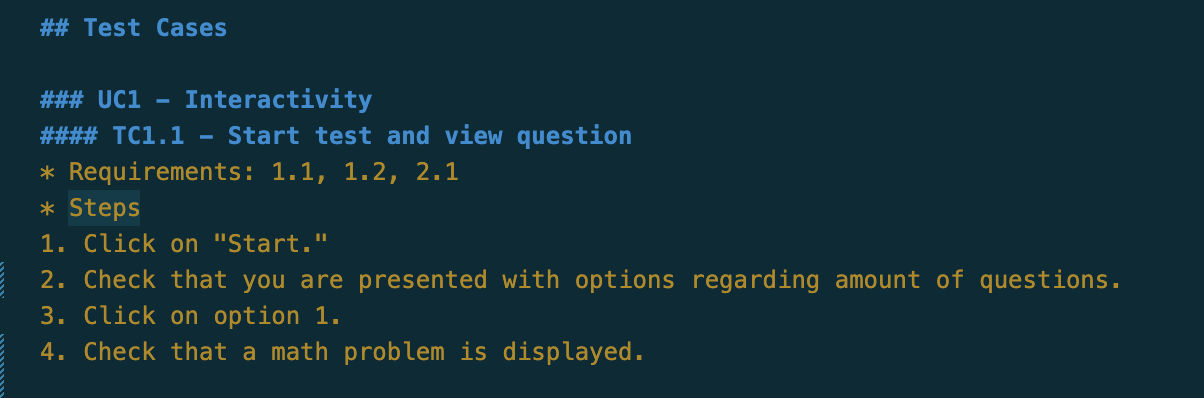 ## Test Cases
### UC1 – Interactivity
#### TC1.1 – Start test and view question
* Requirements: 1.1, 1.2, 2.1
* Steps
1. Click on "Start."
2. Check that you are presented with options regarding amount of questions.
3. Click on option 1.
4. Check that a math problem is displayed.